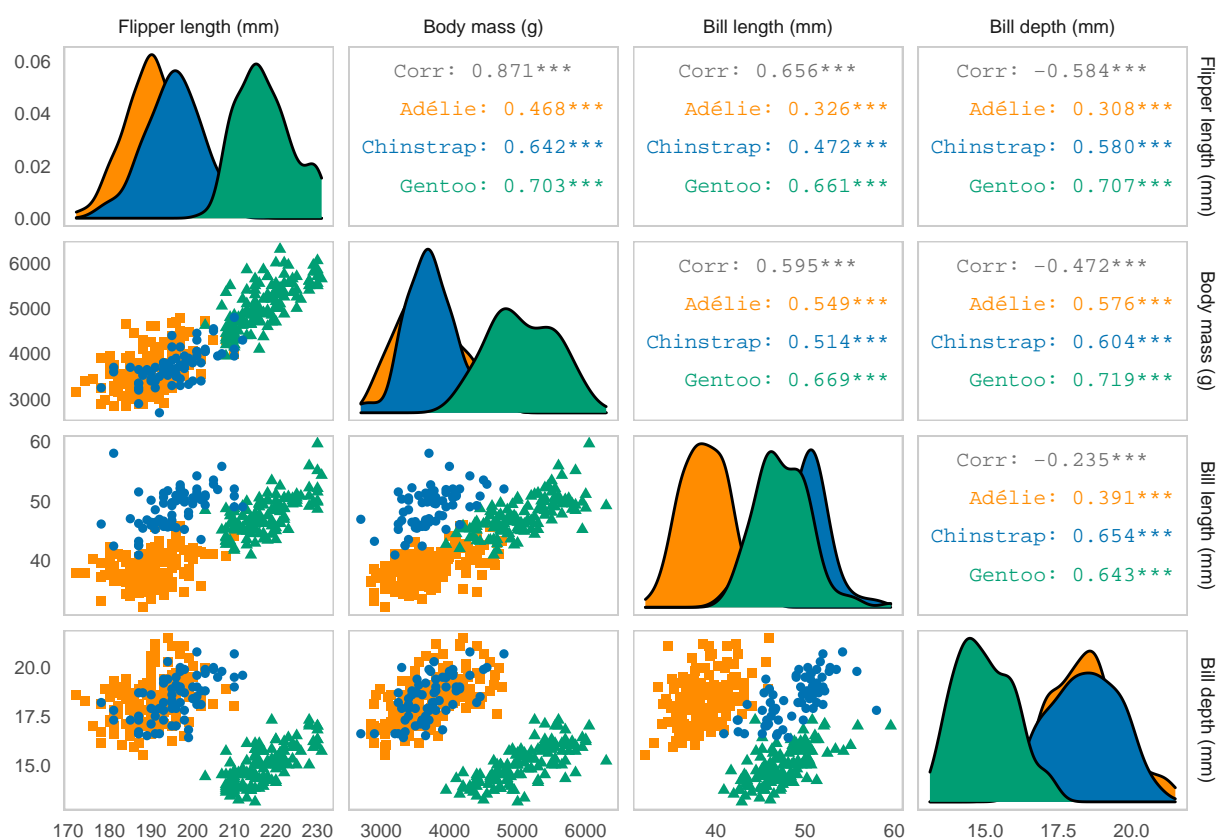 Flipper length (mm) Body mass (g) Bill length (mm) Bill depth (mm)
0.06
0.04
0.02
0.00
Corr: 0.871***
Adélie: 0.468***
Chinstrap: 0.642***
Gentoo: 0.703***
Corr: 0.656***
Adélie: 0.326***
Chinstrap: 0.472***
Gentoo: 0.661***
Corr: −0.584***
Adélie: 0.308***
Chinstrap: 0.580***
Gentoo: 0.707***
Flipper length (mm)
6000
5000
4000
3000
Corr: 0.595***
Adélie: 0.549***
Chinstrap: 0.514***
Gentoo: 0.669***
Corr: −0.472***
Adélie: 0.576***
Chinstrap: 0.604***
Gentoo: 0.719***
Body mass (g)
60
50
40
Corr: −0.235***
Adélie: 0.391***
Chinstrap: 0.654***
Gentoo: 0.643***
Bill length (mm)
20.0
17.5
15.0
Bill depth (mm)
170 180 190 200 210 220 230 3000 4000 5000 6000 40 50 60 15.0 17.5 20.0